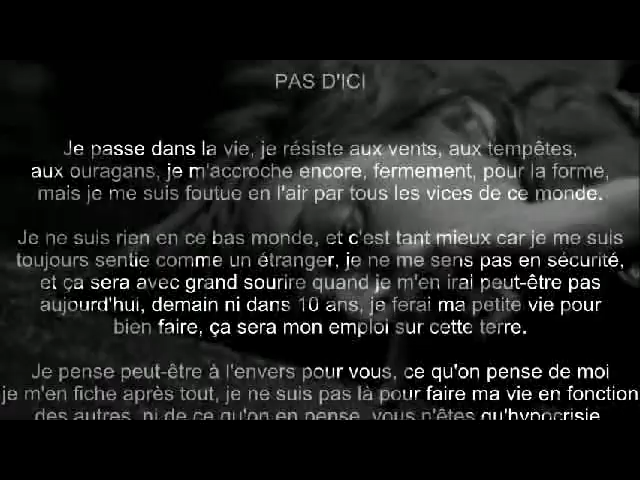 PAS D'ICI
Je passe dans la vie, je résiste aux vents, aux tempêtes,
aux ouragans, je m'accroche encore, fermement, pour la forme,
mais je me suis foutue en l'air par tous les vices de ce monde.
Je ne suis rien en ce bas monde, et c'est tant mieux car je me suis
toujours sentie comme un étranger, je ne me sens pas en sécurité,
et ça sera avec grand sourire quand je m'en irai peut-être pas
aujourd'hui, demain ni dans 10 ans, je ferai ma petite vie pour
bien faire, ça sera mon emploi sur cette terre.
Je pense peut-être à l'envers pour vous, ce qu'on pense de moi
je m'en fiche après tout, je ne suis pas là pour faire ma vie en fonction
des autres, ni de ce qu'on en pense, vous n'êtes qu'hypocrisie